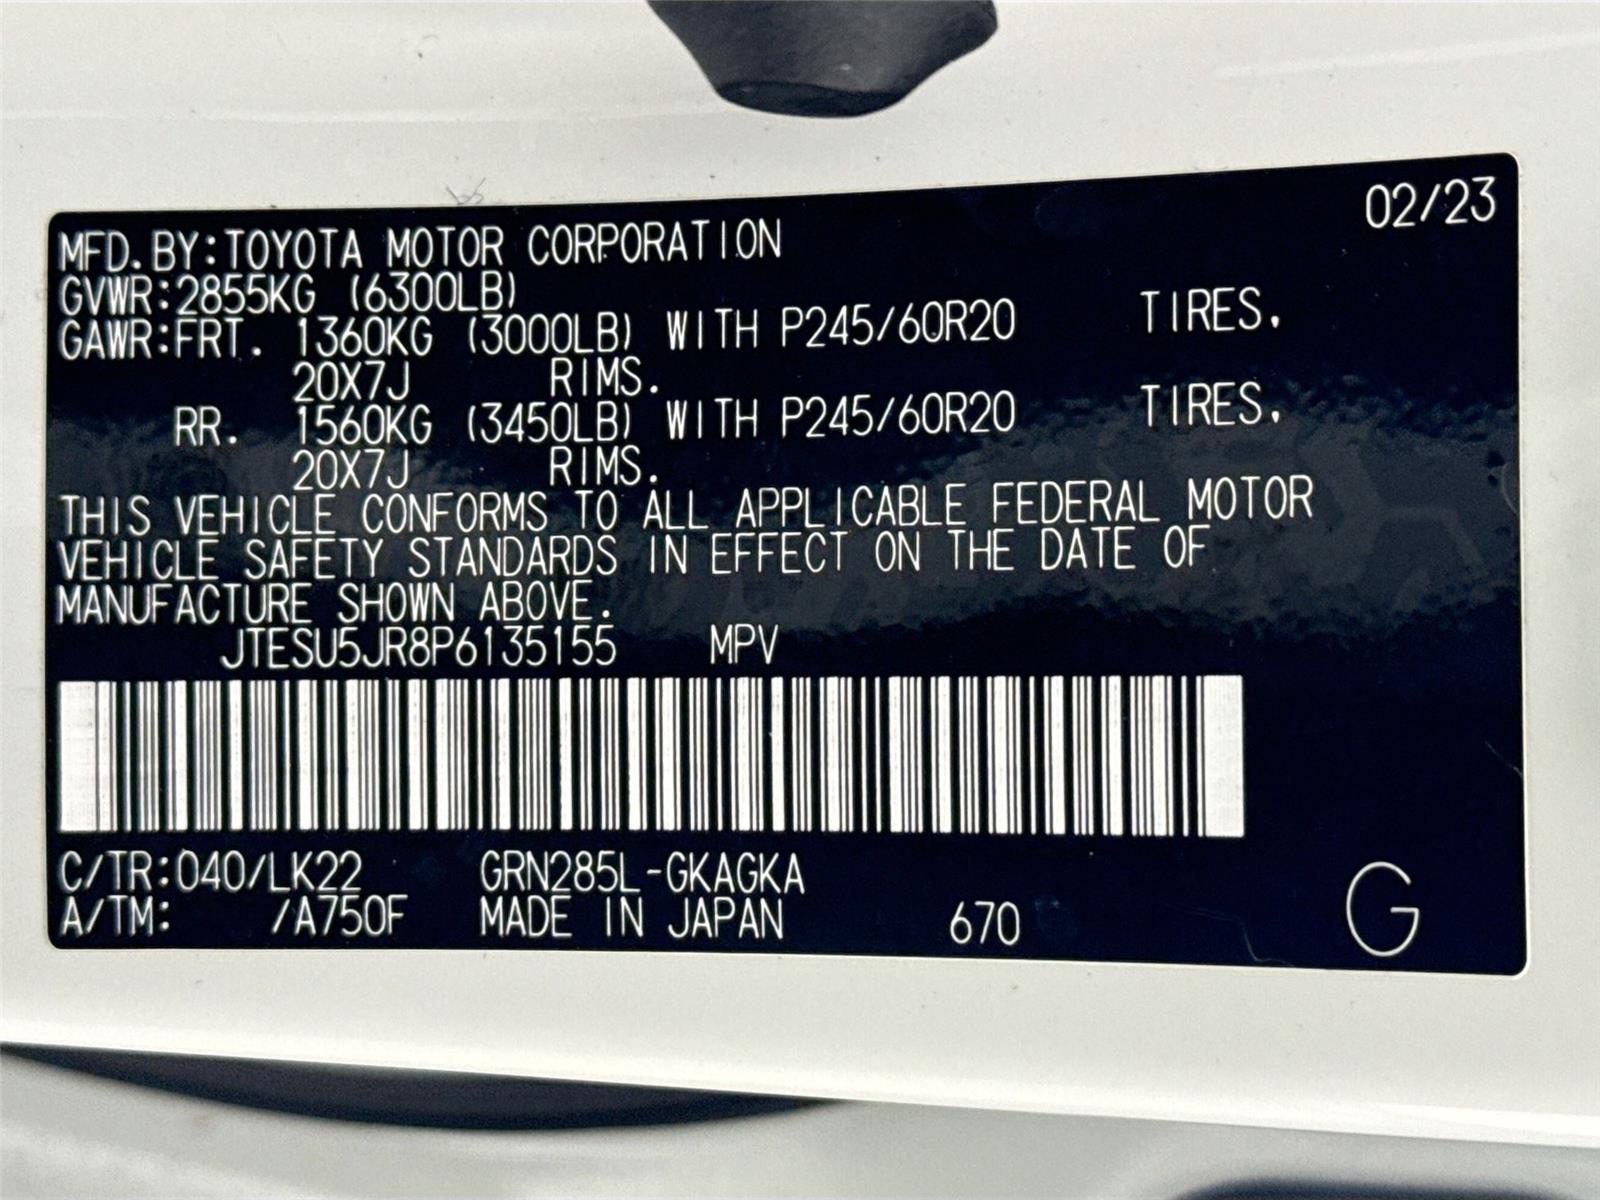 02/23
MFD.BY:TOYOTA MOTOR CORPORATION
GVWR:2855KG (6300LB)
GAWR:FRT. 1360KG (3000LB) WITH P245/60R20 TIRES.
20X7J RIMS.
RR. 1560KG (3450LB) WITH P245/60R20 TIRES.
20X7J RIMS.
THIS VEHICLE CONFORMS TO ALL APPLICABLE FEDERAL MOTOR
VEHICLE SAFETY STANDARDS IN EFFECT ON THE DATE OF
MANUFACTURE SHOWN ABOVE.
JTESU5JR8P6135155 MPV
C/TR:040/LK22 GRN285L-GKAGKA
A/TM: /A750F MADE IN JAPAN 670 G